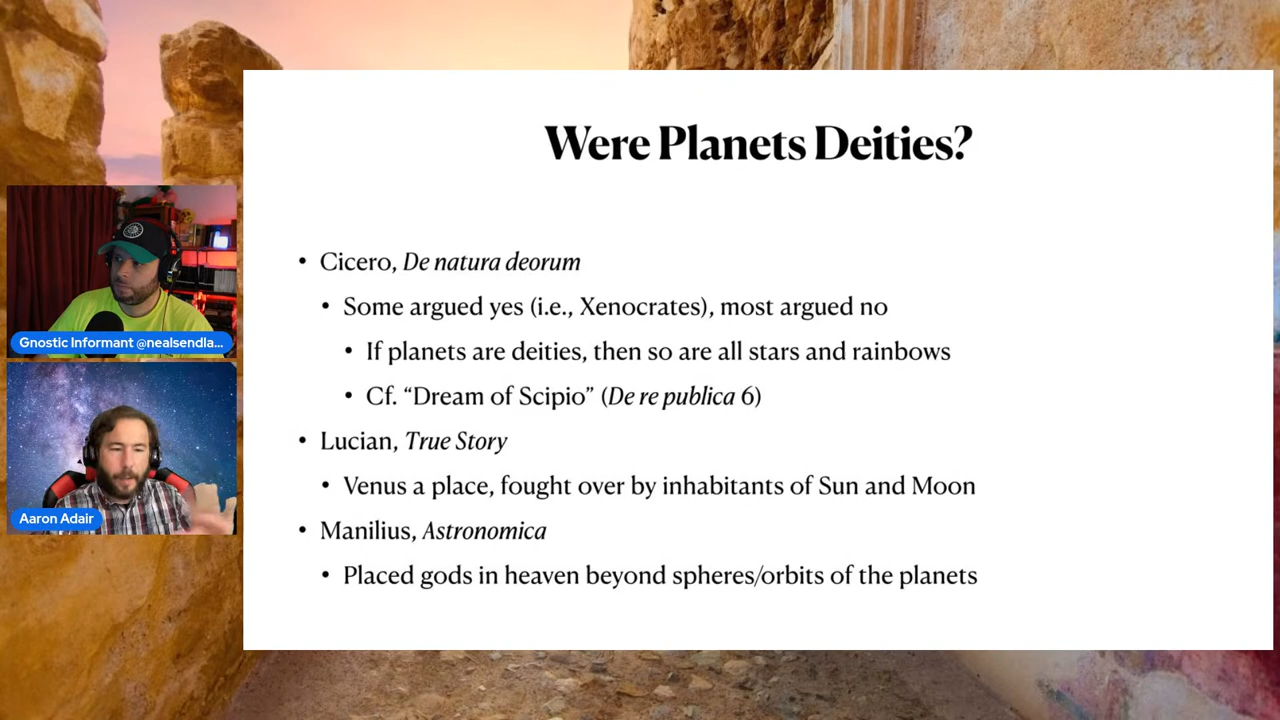 Were Planets Deities?
• Cicero, De natura deorum
• Some argued yes (i.e., Xenocrates), most argued no
• If planets are deities, then so are all stars and rainbows
• Cf. “Dream of Scipio” (De re publica 6)
• Lucian, True Story
• Venus a place, fought over by inhabitants of Sun and Moon
• Manilius, Astronomica
• Placed gods in heaven beyond spheres/orbits of the planets
Gnostic Informant @nealsendla...
Aaron Adair